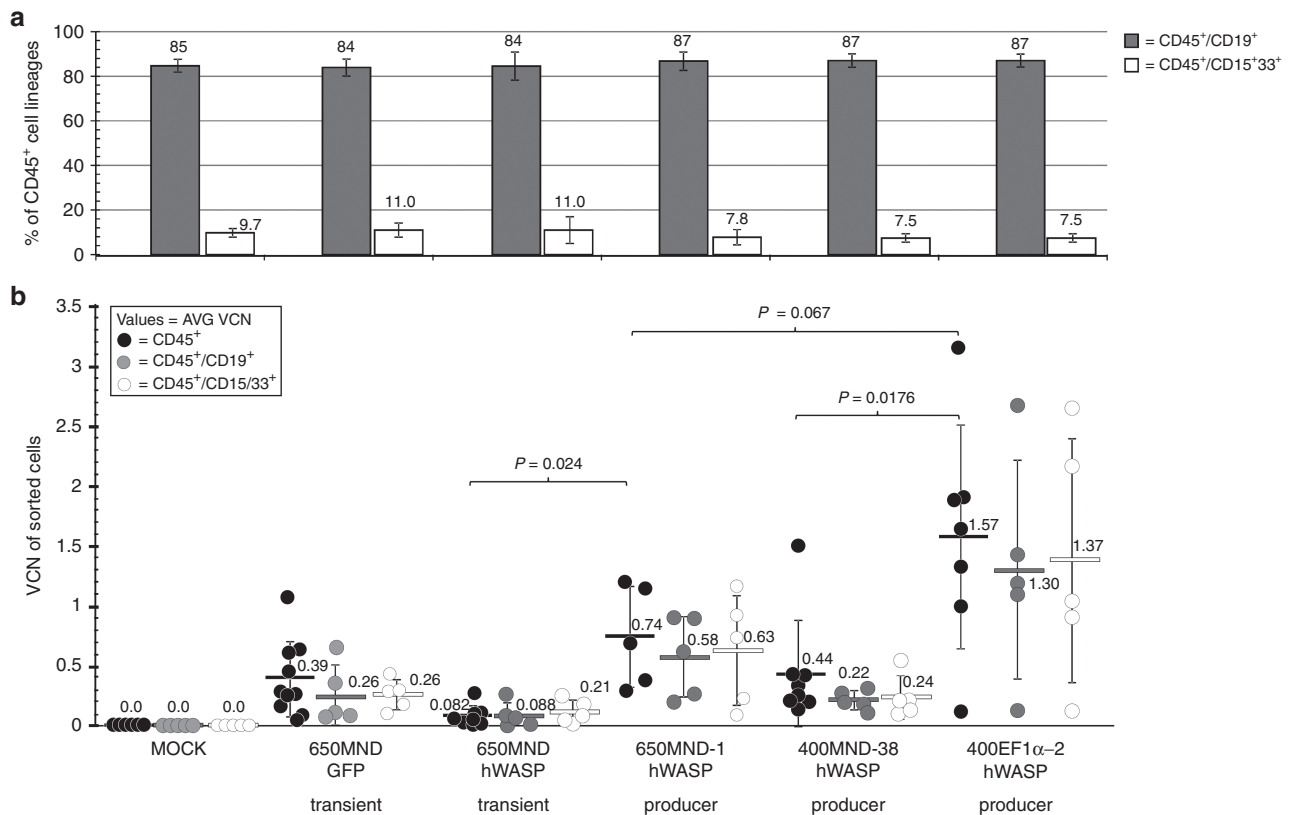 a
% of CD45+ cell lineages
100
80
60
40
20
0
85
9.7
84
11.0
84
11.0
87
7.8
87
7.5
87
7.5
= CD45+/CD19+
= CD45+/CD15+33+
b
VCN of sorted cells
3.5
3
2.5
2
1.5
1
0.5
0
Values = AVG VCN
= CD45+
= CD45+/CD19+
= CD45+/CD15/33+
P = 0.067
P = 0.0176
P = 0.024
0.0
0.0
0.0
0.39
0.26
0.26
0.082
0.088
0.21
0.74
0.58
0.63
0.44
0.22
0.24
1.57
1.30
1.37
MOCK
650MND
GFP
transient
650MND
hWASP
transient
650MND-1
hWASP
producer
400MND-38
hWASP
producer
400EF1α–2
hWASP
producer